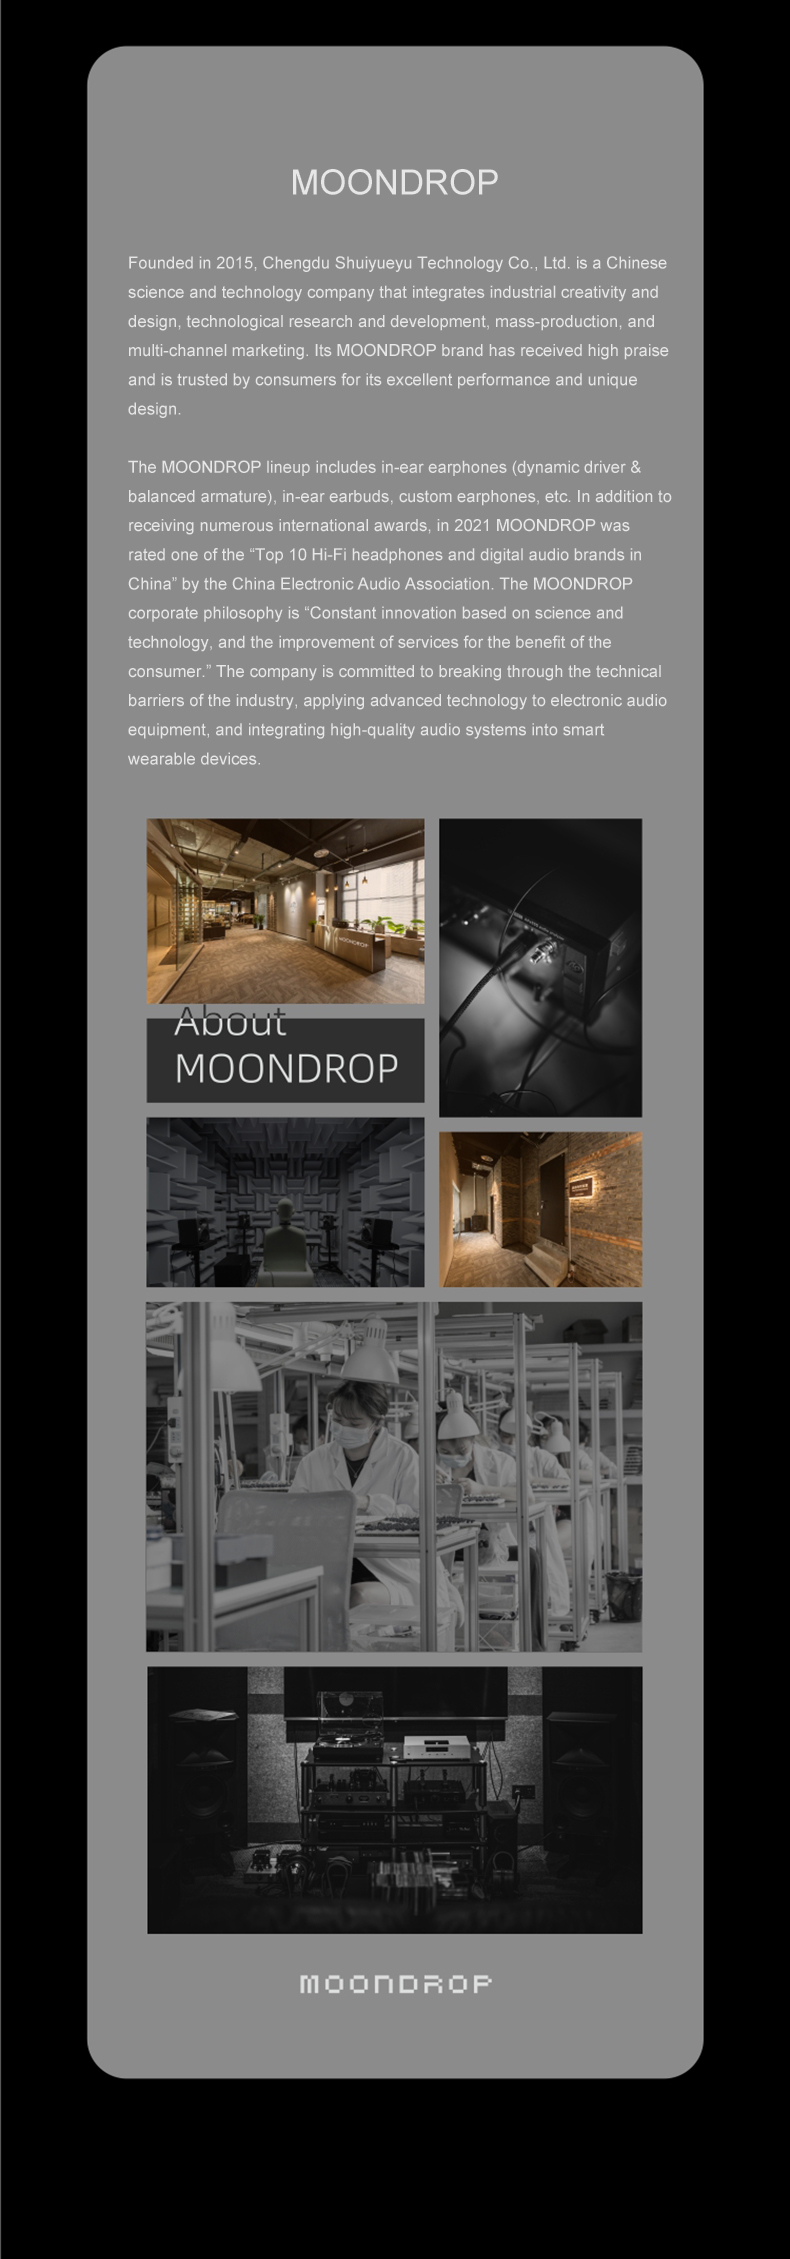 MOONDROP
Founded in 2015, Chengdu Shuiyueyu Technology Co., Ltd. is a Chinese
science and technology company that integrates industrial creativity and
design, technological research and development, mass-production, and
multi-channel marketing. Its MOONDROP brand has received high praise
and is trusted by consumers for its excellent performance and unique
design.
The MOONDROP lineup includes in-ear earphones (dynamic driver &
balanced armature), in-ear earbuds, custom earphones, etc. In addition to
receiving numerous international awards, in 2021 MOONDROP was
rated one of the “Top 10 Hi-Fi headphones and digital audio brands in
China” by the China Electronic Audio Association. The MOONDROP
corporate philosophy is “Constant innovation based on science and
technology, and the improvement of services for the benefit of the
consumer.” The company is committed to breaking through the technical
barriers of the industry, applying advanced technology to electronic audio
equipment, and integrating high-quality audio systems into smart
wearable devices.
MOONDROP
About
MOONDROP
MOONDROP